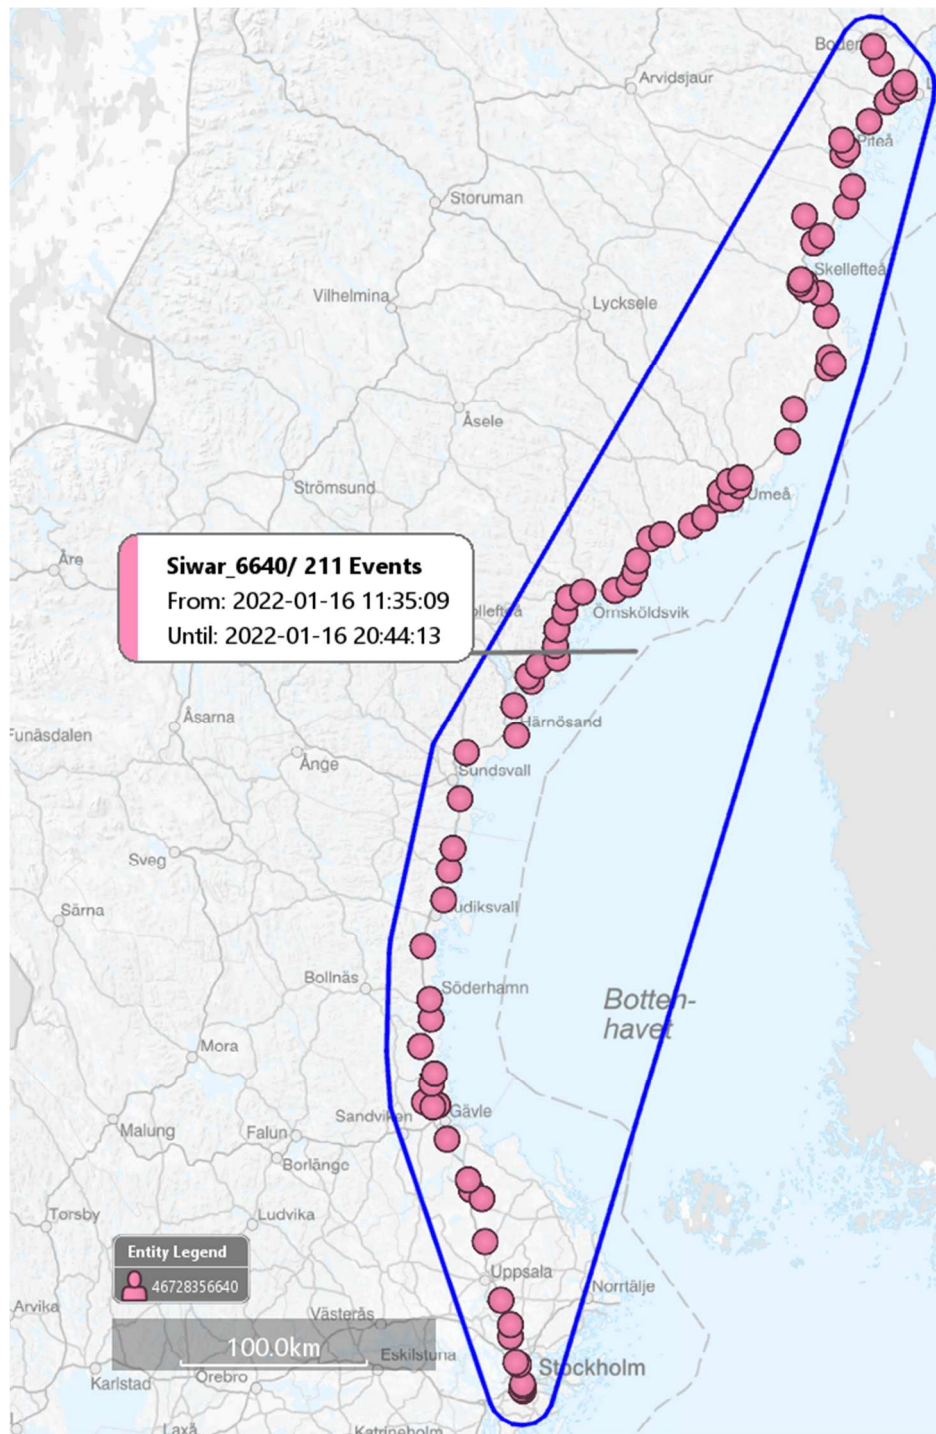 Boden
Arvidsjaur
Piteå
Storuman
Skellefteå
Vilhelmina
Lycksele
Åsele
Strömsund
Umeå
Siwar_6640/ 211 Events
From: 2022-01-16 11:35:09
Until: 2022-01-16 20:44:13
Åre
ollefteå
Örnsköldsvik
Åsarna
Härnösand
Funäsdalen
Ånge
Sundsvall
Sveg
Särna
udiksvall
Bollnäs
Söderhamn
Botten-
havet
Mora
Sandviken
Gävle
Malung
Falun
Borlänge
Torsby
Ludvika
Entity Legend
46728356640
Uppsala
Norrtälje
Arvika
Västerås
100.0km
Eskilstuna
Stockholm
Karlstad
Örebro
Laxå
Katrineholm